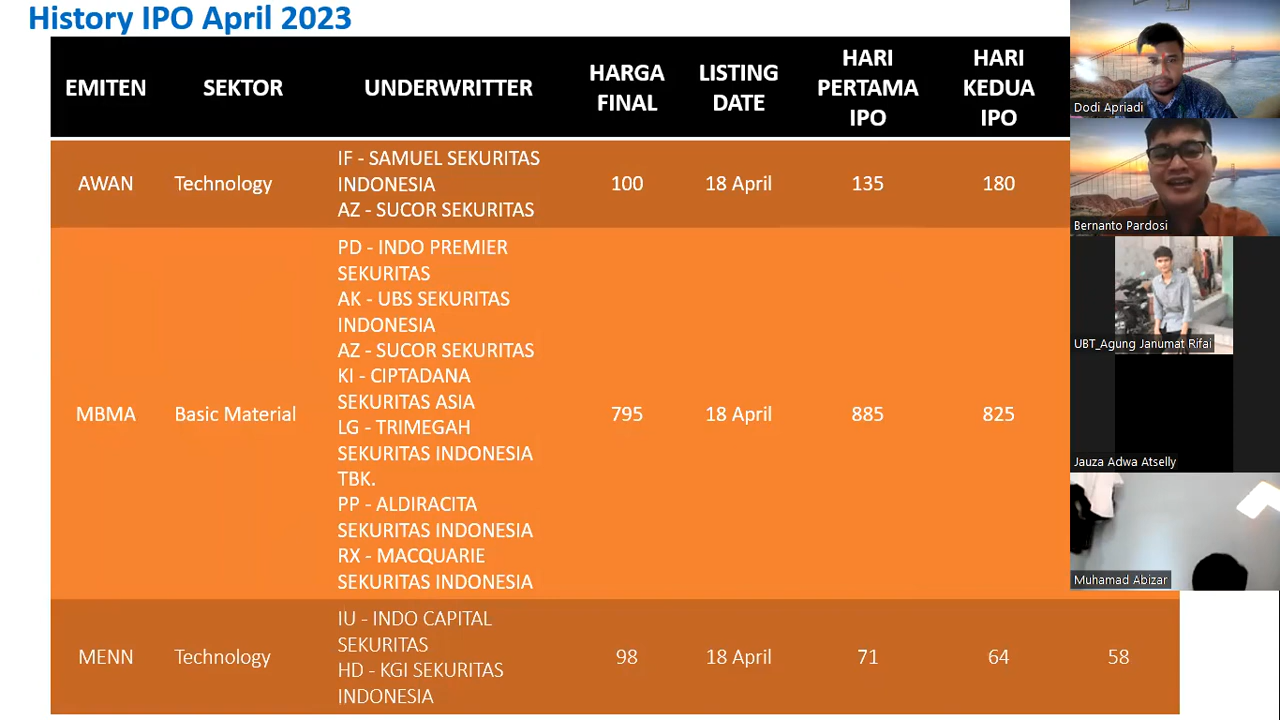 History IPO April 2023
EMITEN
SEKTOR
UNDERWRITTER
HARGA
FINAL
LISTING
DATE
HARI
PERTAMA
IPO
HARI
KEDUA
IPO
AWAN
Technology
IF - SAMUEL SEKURITAS
INDONESIA
AZ - SUCOR SEKURITAS
100
18 April
135
180
MBMA
Basic Material
PD - INDO PREMIER
SEKURITAS
AK - UBS SEKURITAS
INDONESIA
AZ - SUCOR SEKURITAS
KI - CIPTADANA
SEKURITAS ASIA
LG - TRIMEGAH
SEKURITAS INDONESIA
TBK.
PP - ALDIRACITA
SEKURITAS INDONESIA
RX - MACQUARIE
SEKURITAS INDONESIA
795
18 April
885
825
MENN
Technology
IU - INDO CAPITAL
SEKURITAS
HD - KGI SEKURITAS
INDONESIA
98
18 April
71
64
58
Dodi Apriadi
Bernanto Pardosi
UBT_Agung Janumat Rifai
Jauza Adwa Atselly
Muhamad Abizar